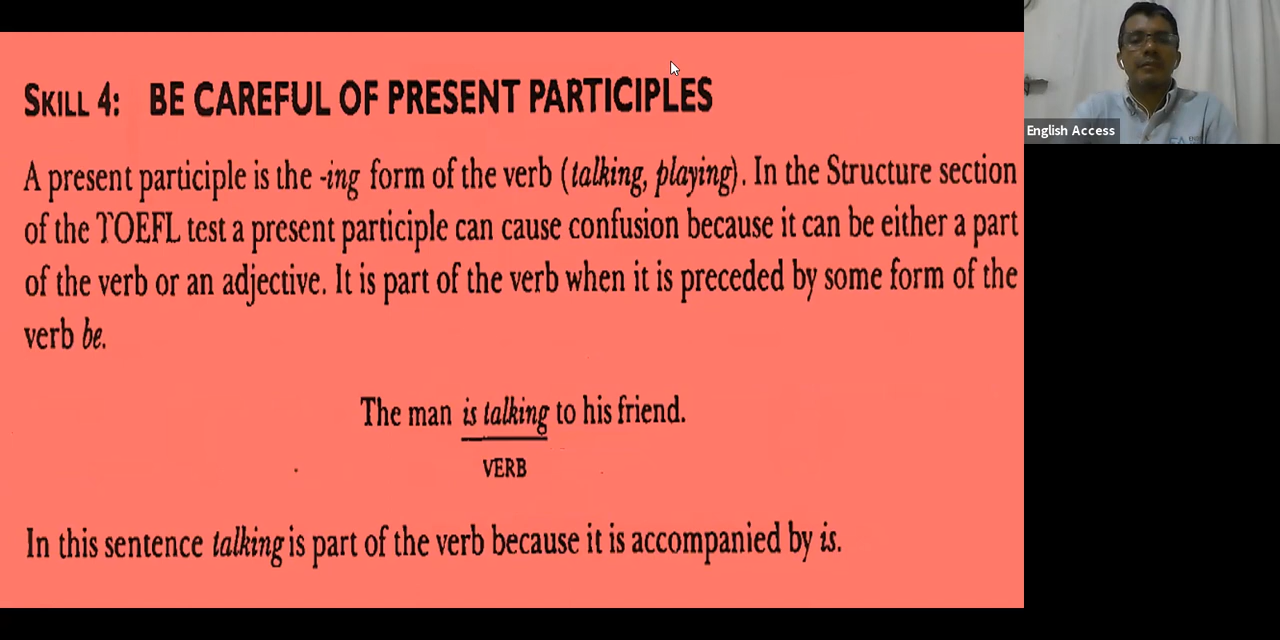 SKILL 4: BE CAREFUL OF PRESENT PARTICIPLES
A present participle is the -ing form of the verb (talking, playing). In the Structure section
of the TOEFL test a present participle can cause confusion because it can be either a part
of the verb or an adjective. It is part of the verb when it is preceded by some form of the
verb be.
The man is talking to his friend.
VERB
In this sentence talking is part of the verb because it is accompanied by is.
English Access